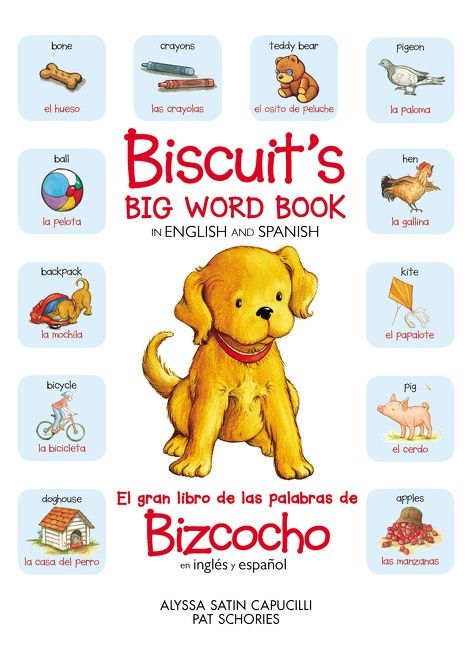 bone
el hueso
crayons
las crayolas
teddy bear
el osito de peluche
pigeon
la paloma
Biscuit's
BIG WORD BOOK
IN ENGLISH AND SPANISH
ball
la pelota
hen
la gallina
backpack
la mochila
kite
el papalote
bicycle
la bicicleta
pig
el cerdo
El gran libro de las palabras de
Bizcocho
en inglés y español
doghouse
la casa del perro
apples
las manzanas
ALYSSA SATIN CAPUCILLI
PAT SCHORIES